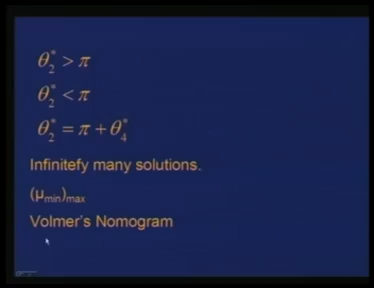 θ₂* > π
θ₂* < π
θ₂* = π + θ₄*
Infinitefy many solutions.
(μmin)max
Volmer's Nomogram